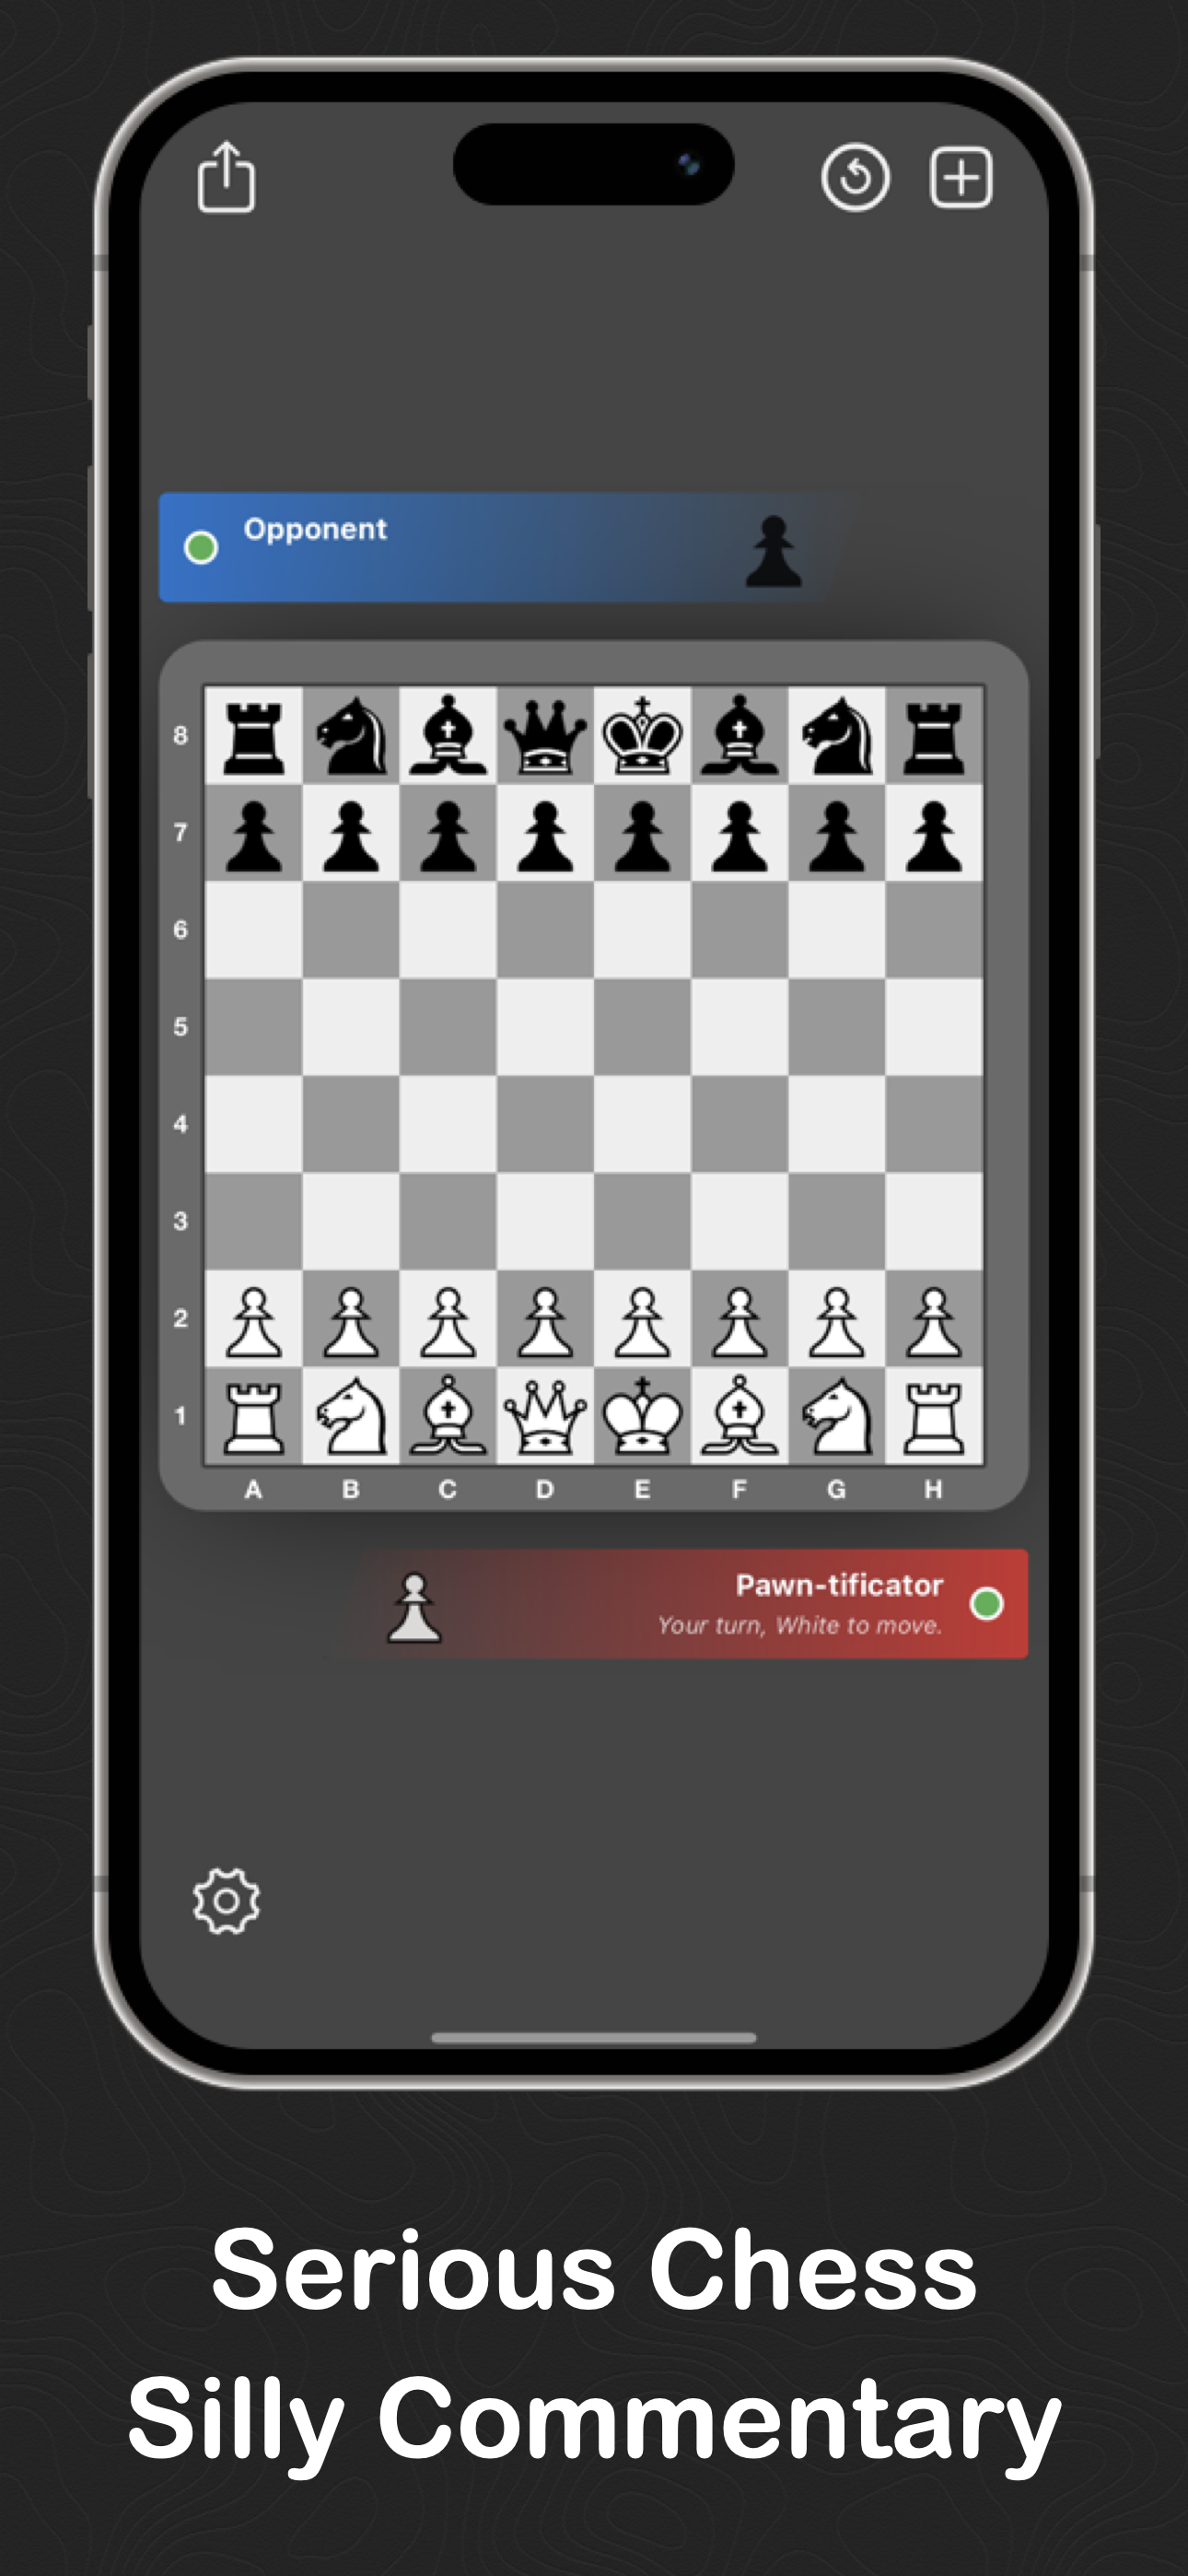 Opponent
8
7
6
5
4
3
2
1
A B C D E F G H
Pawn-tificator
Your turn, White to move.
Serious Chess
Silly Commentary